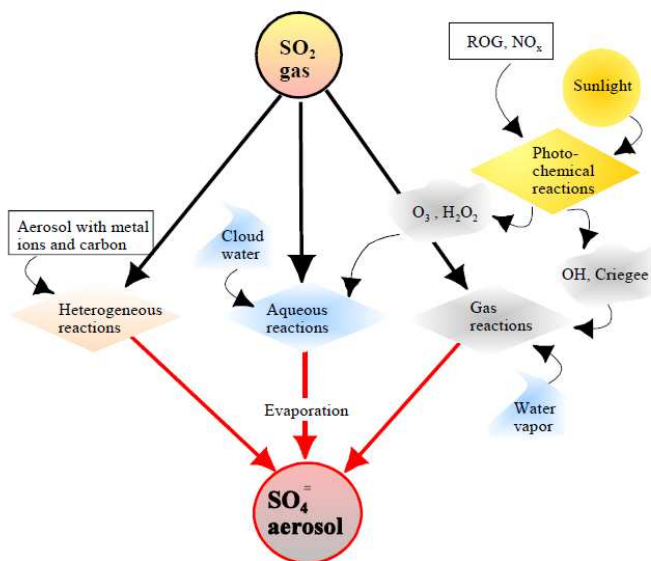 SO₂
gas
ROG, NOₓ
Sunlight
Photo-
chemical
reactions
O₃ , H₂O₂
Aerosol with metal
ions and carbon
Cloud
water
OH, Criegee
Heterogeneous
reactions
Aqueous
reactions
Gas
reactions
Evaporation
Water
vapor
SO₄⁼
aerosol